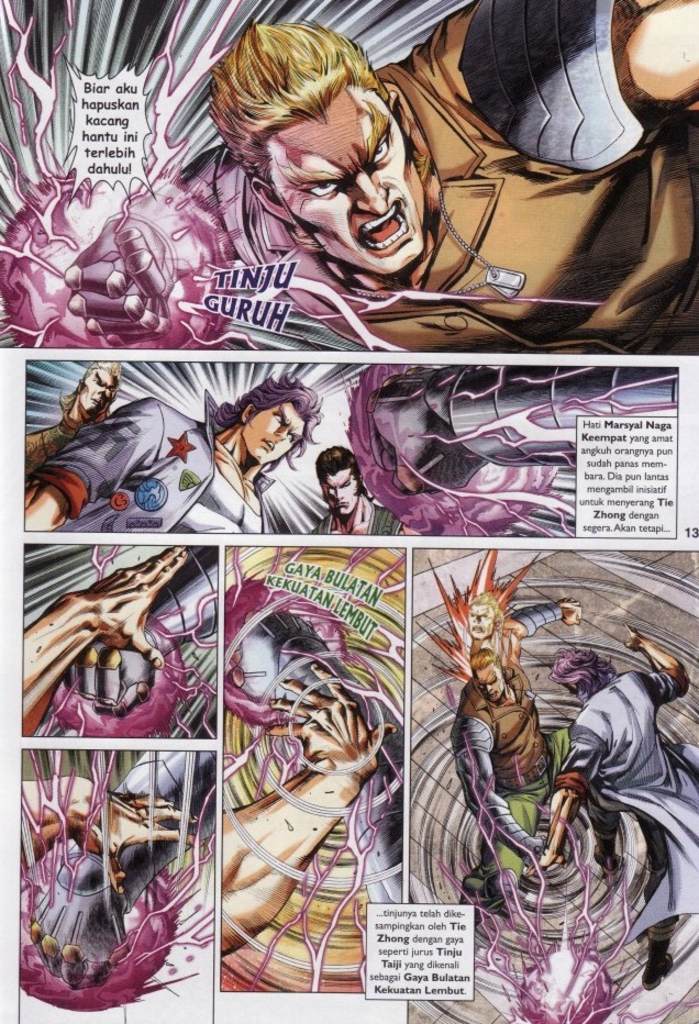 Biar aku
hapuskan
kacang
hantu ini
terlebih
dahulu!
TINJU
GURUH
Hati Marsyal Naga
Keempat yang amat
angkuh orangnya pun
sudah panas mem-
bara. Dia pun lantas
mengambil inisiatif
untuk menyerang Tie
Zhong dengan
segera. Akan tetapi...
13
GAYA BULATAN
KEKUATAN LEMBUT
...tinjunya telah dike-
sampingkan oleh Tie
Zhong dengan gaya
seperti jurus Tinju
Taiji yang dikenali
sebagai Gaya Bulatan
Kekuatan Lembut.